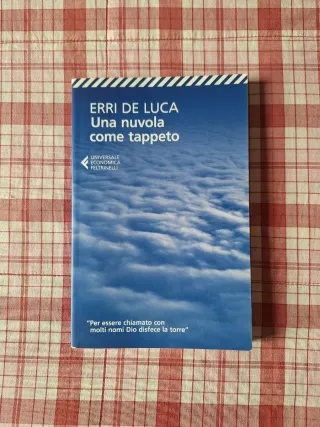 ERRI DE LUCA
Una nuvola
come tappeto
UNIVERSALE
ECONOMICA
FELTRINELLI
"Per essere chiamato con
molti nomi Dio disfece la torre"